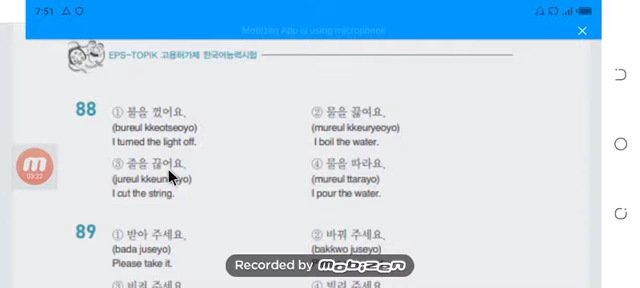 7:51
Mobizen App is using microphone
EPS-TOPIK 고용허가제 한국어능력시험
88
① 불을 껐어요.
(bureul kkeotseoyo)
I turned the light off.
② 물을 끓여요.
(mureul kkeuryeoyo)
I boil the water.
③ 줄을 끊어요.
(jureul kkeun yo)
I cut the string.
④ 물을 따라요.
(mureul ttarayo)
I pour the water.
03:22
89
① 받아 주세요.
(bada juseyo)
Please take it.
② 바꿔 주세요.
(bakkwo juseyo)
Recorded by mobizen